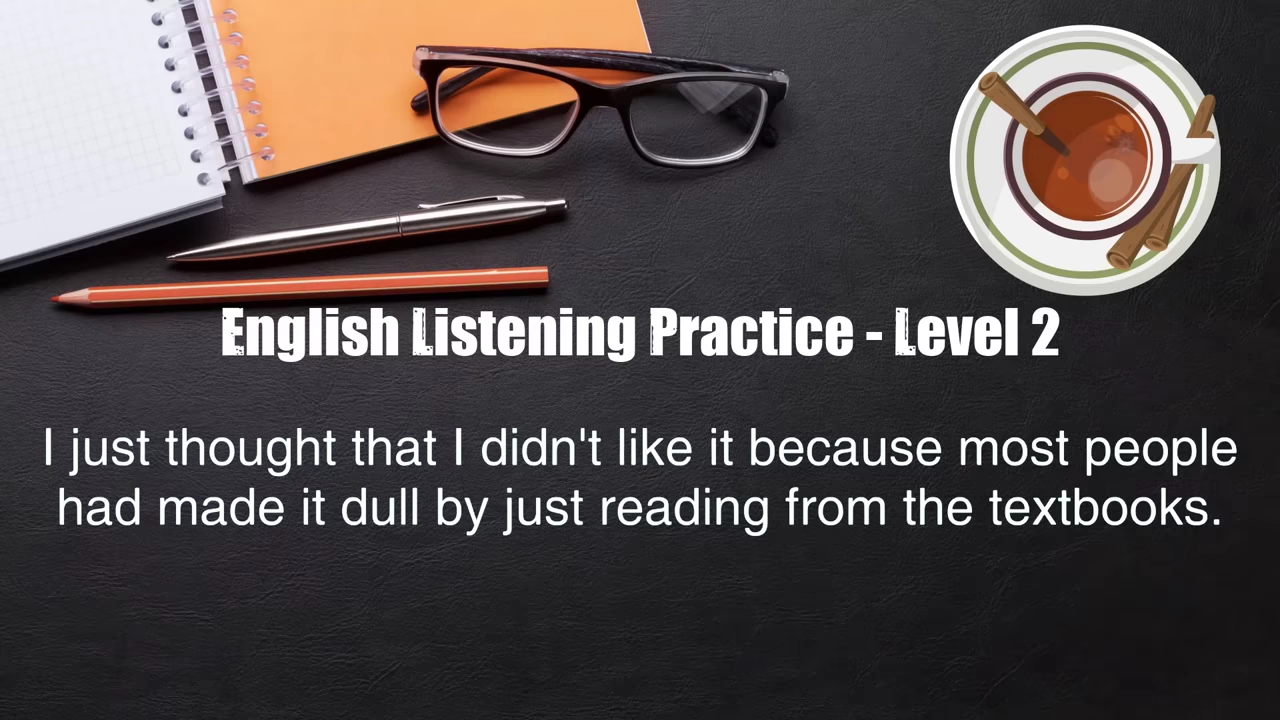 English Listening Practice - Level 2
I just thought that I didn't like it because most people
had made it dull by just reading from the textbooks.